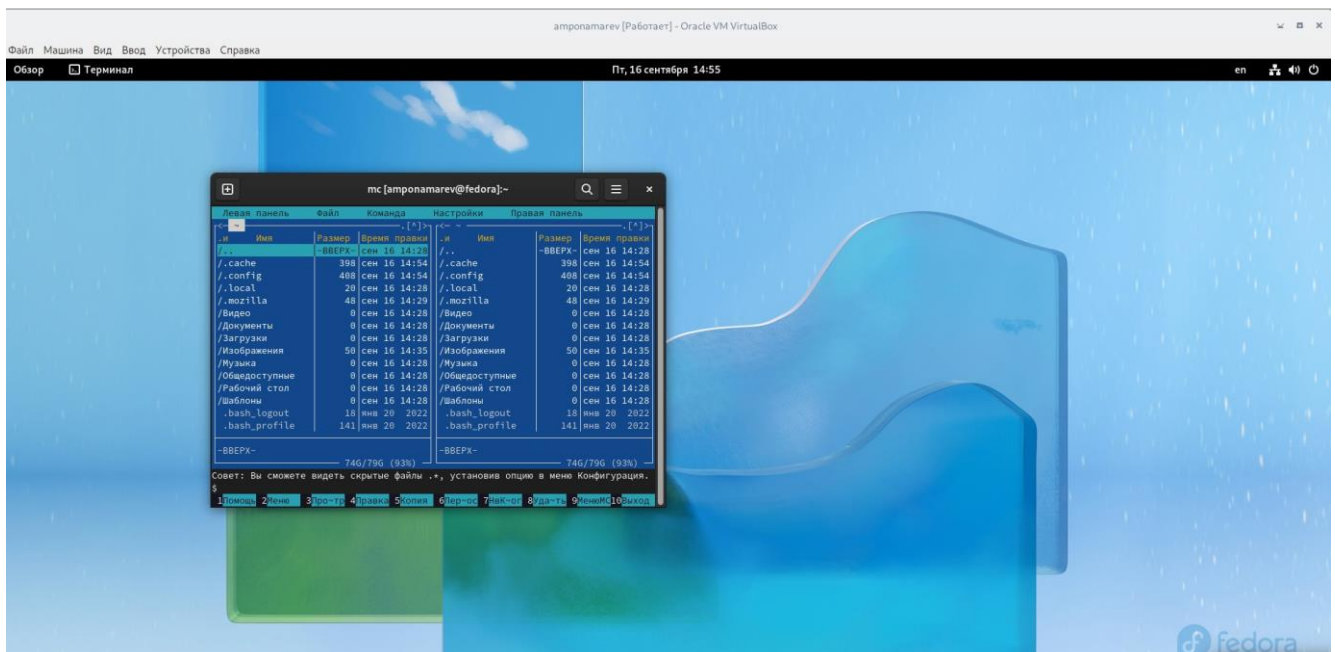 amponamarev [Работает] - Oracle VM VirtualBox
Файл Машина Вид Ввод Устройства Справка
Обзор Терминал Пт, 16 сентября 14:55 en
mc [amponamarev@fedora]:~
Левая панель Файл Команда Настройки Правая панель
<- ~ .[^]> <- ~ .[^]>
.и Имя Размер Время правки .и Имя Размер Время правки
/.. -ВВЕРХ- сен 16 14:28 /.. -ВВЕРХ- сен 16 14:28
/.cache 398 сен 16 14:54 /.cache 398 сен 16 14:54
/.config 408 сен 16 14:54 /.config 408 сен 16 14:54
/.local 20 сен 16 14:28 /.local 20 сен 16 14:28
/.mozilla 48 сен 16 14:29 /.mozilla 48 сен 16 14:29
/Видео 0 сен 16 14:28 /Видео 0 сен 16 14:28
/Документы 0 сен 16 14:28 /Документы 0 сен 16 14:28
/Загрузки 0 сен 16 14:28 /Загрузки 0 сен 16 14:28
/Изображения 50 сен 16 14:35 /Изображения 50 сен 16 14:35
/Музыка 0 сен 16 14:28 /Музыка 0 сен 16 14:28
/Общедоступные 0 сен 16 14:28 /Общедоступные 0 сен 16 14:28
/Рабочий стол 0 сен 16 14:28 /Рабочий стол 0 сен 16 14:28
/Шаблоны 0 сен 16 14:28 /Шаблоны 0 сен 16 14:28
.bash_logout 18 янв 20 2022 .bash_logout 18 янв 20 2022
.bash_profile 141 янв 20 2022 .bash_profile 141 янв 20 2022
-ВВЕРХ- -ВВЕРХ-
74G/79G (93%) 74G/79G (93%)
Совет: Вы сможете видеть скрытые файлы .*, установив опцию в меню Конфигурация.
$
1Помощь 2Меню 3Про~тр 4Правка 5Копия 6Пер~ос 7НвК~ог 8Уда~ть 9МенюMC 10Выход
fedora